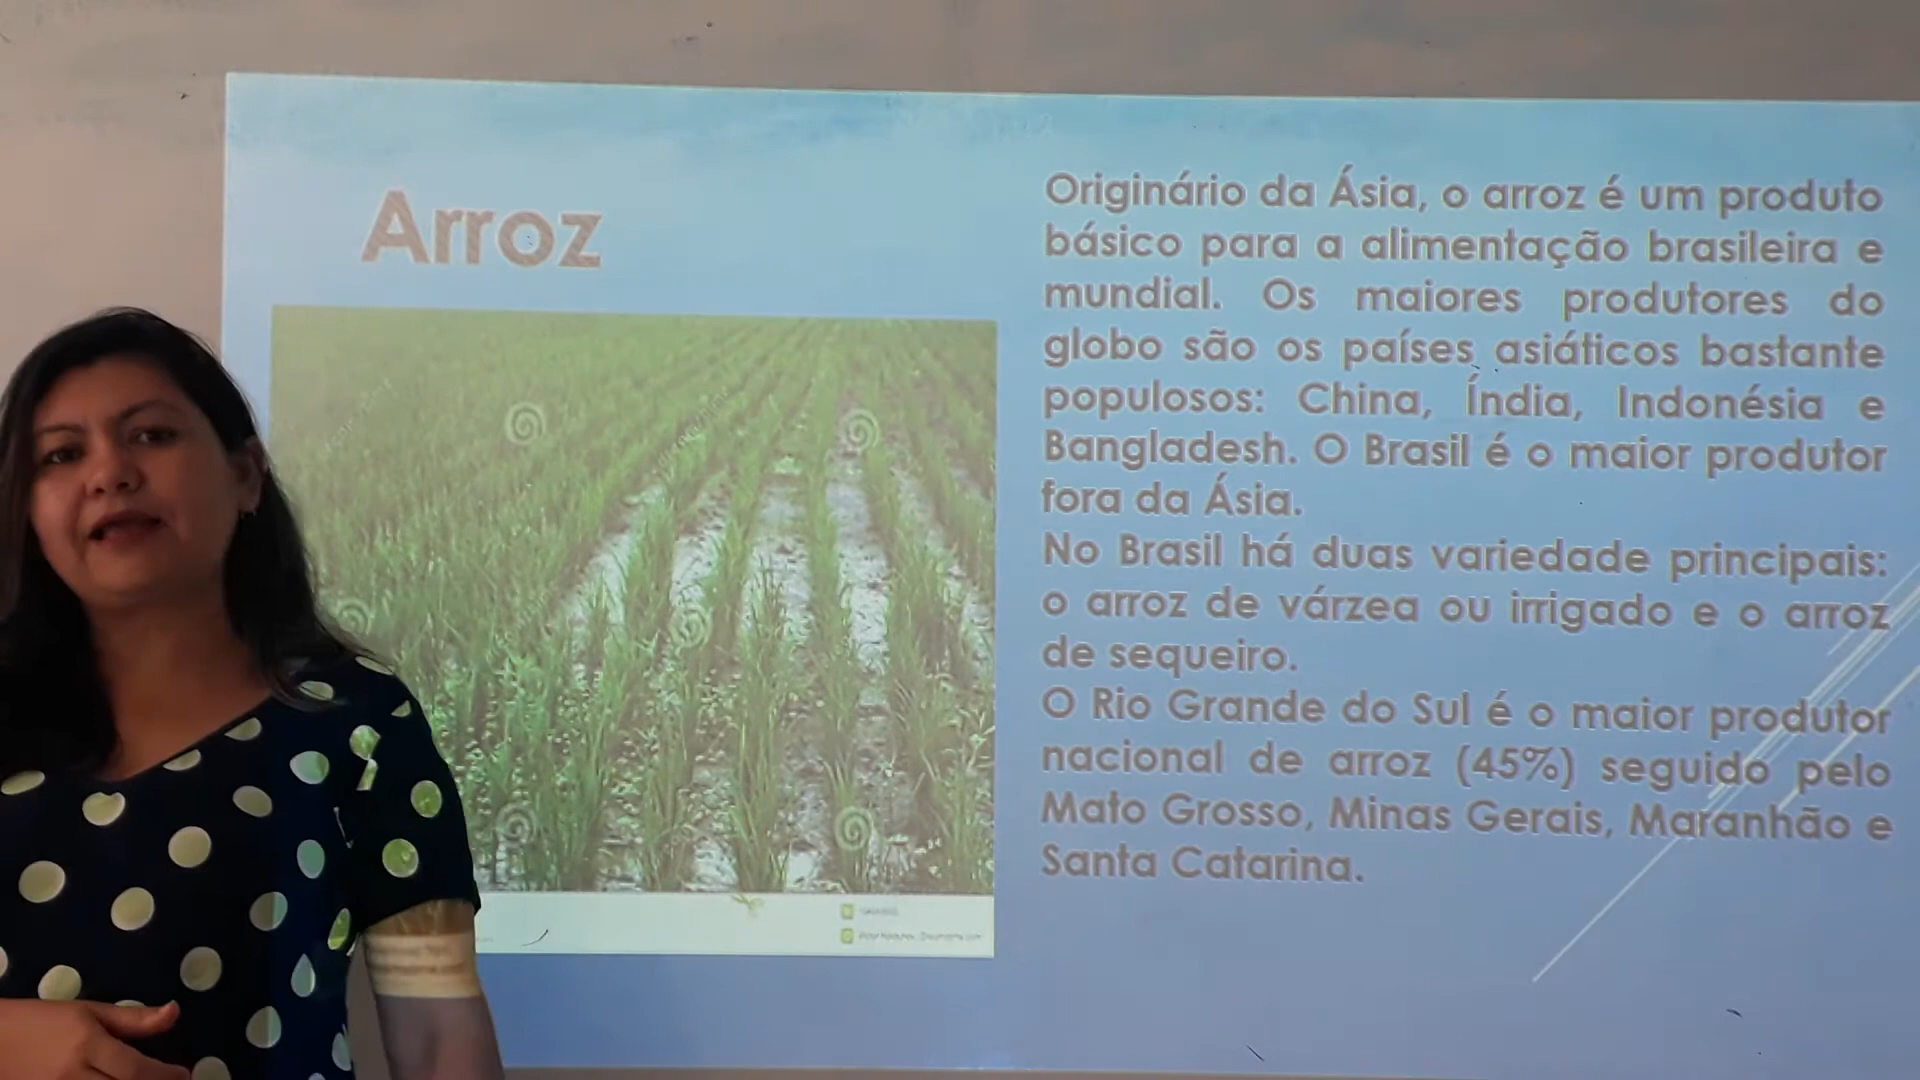 Arroz
Originário da Ásia, o arroz é um produto
básico para a alimentação brasileira e
mundial. Os maiores produtores do
globo são os países asiáticos bastante
populosos: China, Índia, Indonésia e
Bangladesh. O Brasil é o maior produtor
fora da Ásia.
No Brasil há duas variedade principais:
o arroz de várzea ou irrigado e o arroz
de sequeiro.
O Rio Grande do Sul é o maior produtor
nacional de arroz (45%) seguido pelo
Mato Grosso, Minas Gerais, Maranhão e
Santa Catarina.